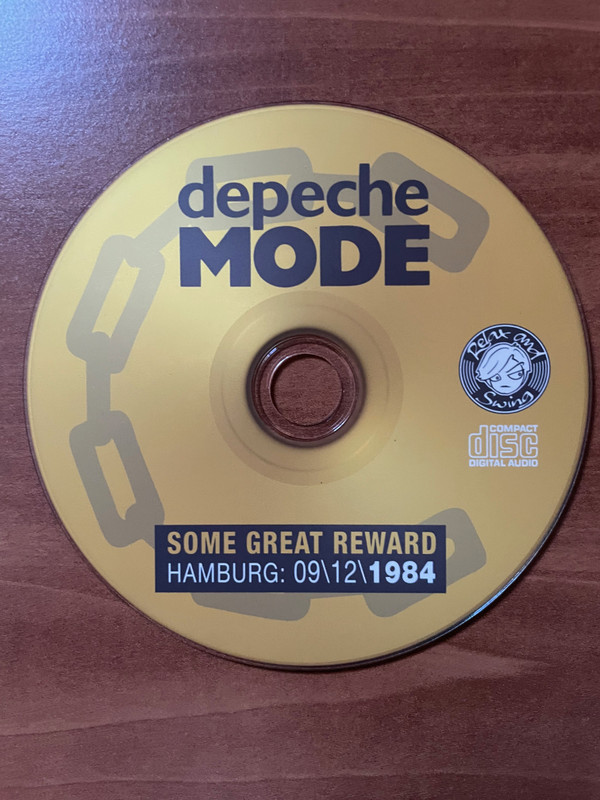 depeche
MODE
Relax and
Swing
COMPACT
disc
DIGITAL AUDIO
SOME GREAT REWARD
HAMBURG: 09\12\1984